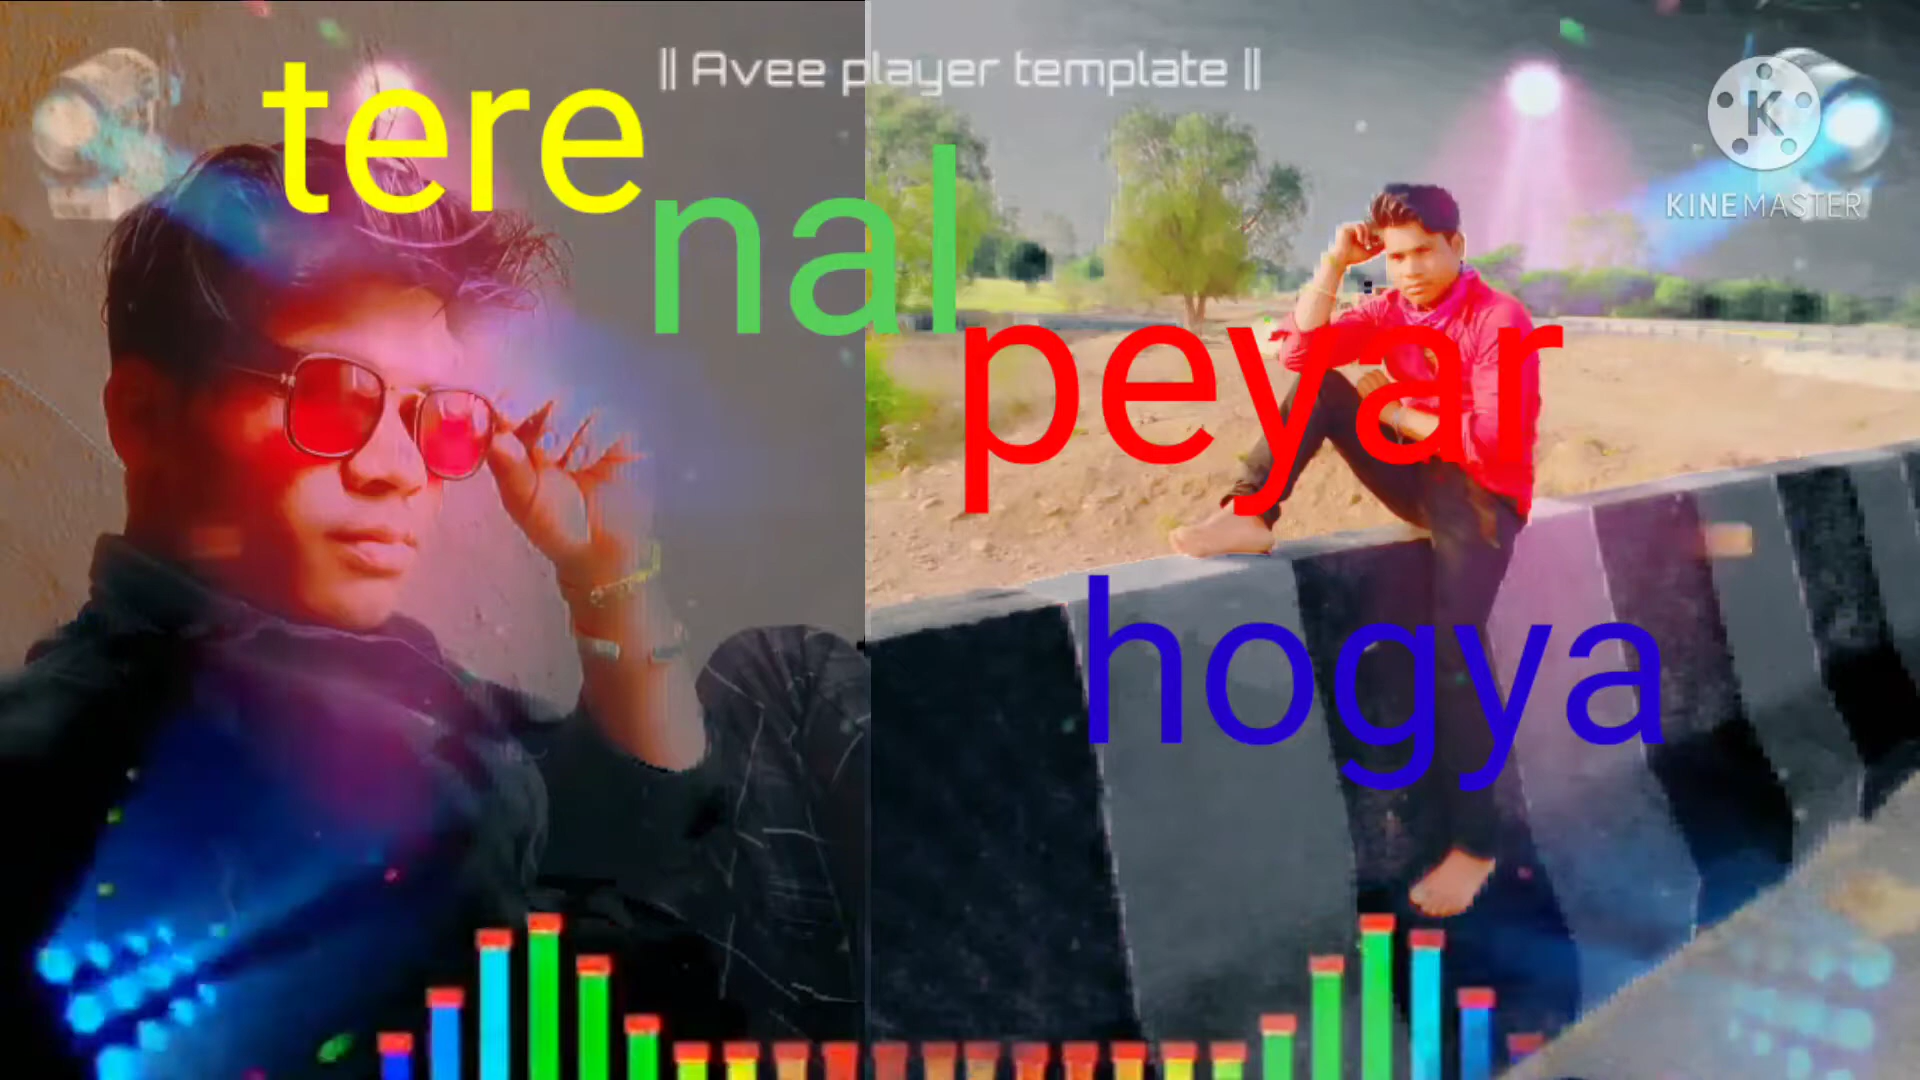 || Avee player template ||
tere
nal
peyar
hogya
K
KINEMASTER